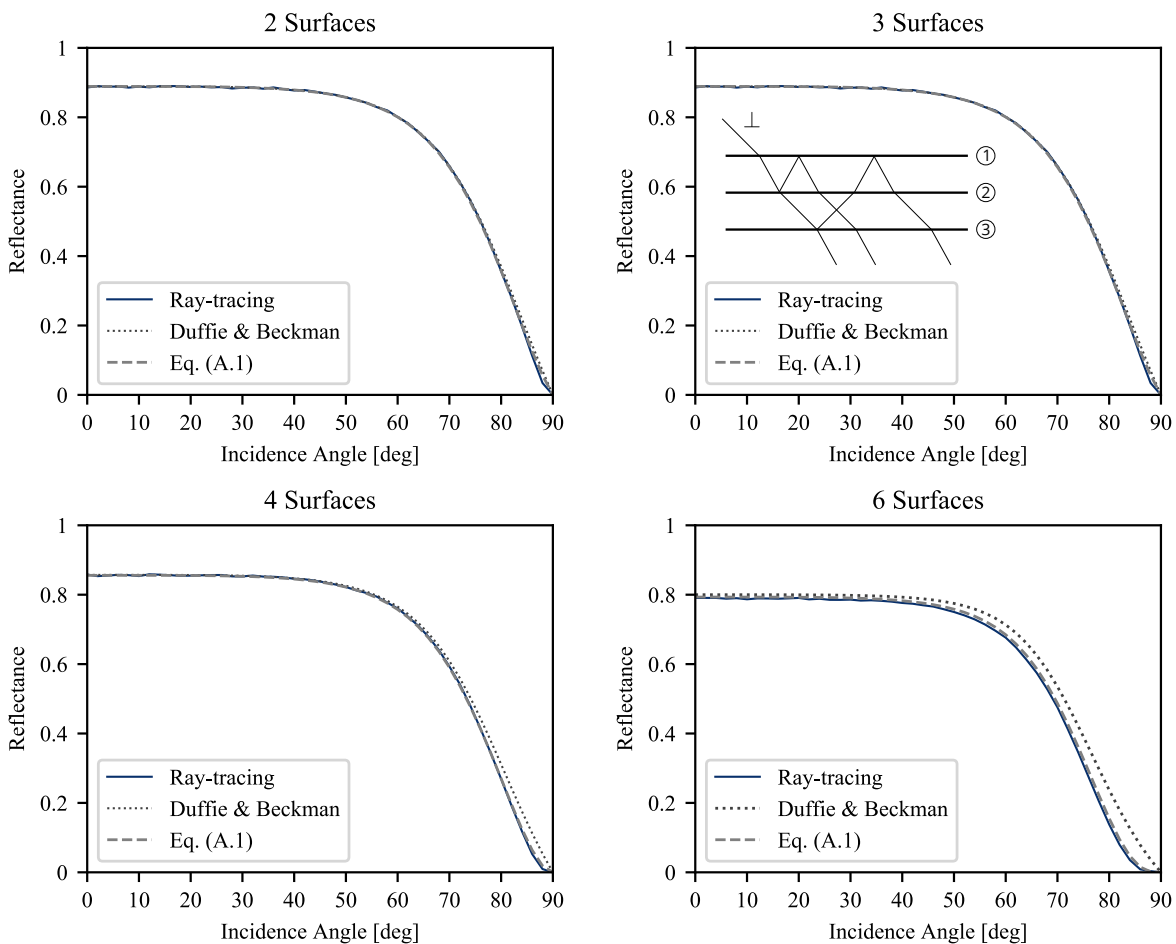 2 Surfaces
1
0.8
0.6
0.4
0.2
0
Reflectance
Ray-tracing
Duffie & Beckman
Eq. (A.1)
0 10 20 30 40 50 60 70 80 90
Incidence Angle [deg]
3 Surfaces
1
0.8
0.6
0.4
0.2
0
Reflectance
⊥
①
②
③
Ray-tracing
Duffie & Beckman
Eq. (A.1)
0 10 20 30 40 50 60 70 80 90
Incidence Angle [deg]
4 Surfaces
1
0.8
0.6
0.4
0.2
0
Reflectance
Ray-tracing
Duffie & Beckman
Eq. (A.1)
0 10 20 30 40 50 60 70 80 90
Incidence Angle [deg]
6 Surfaces
1
0.8
0.6
0.4
0.2
0
Reflectance
Ray-tracing
Duffie & Beckman
Eq. (A.1)
0 10 20 30 40 50 60 70 80 90
Incidence Angle [deg]